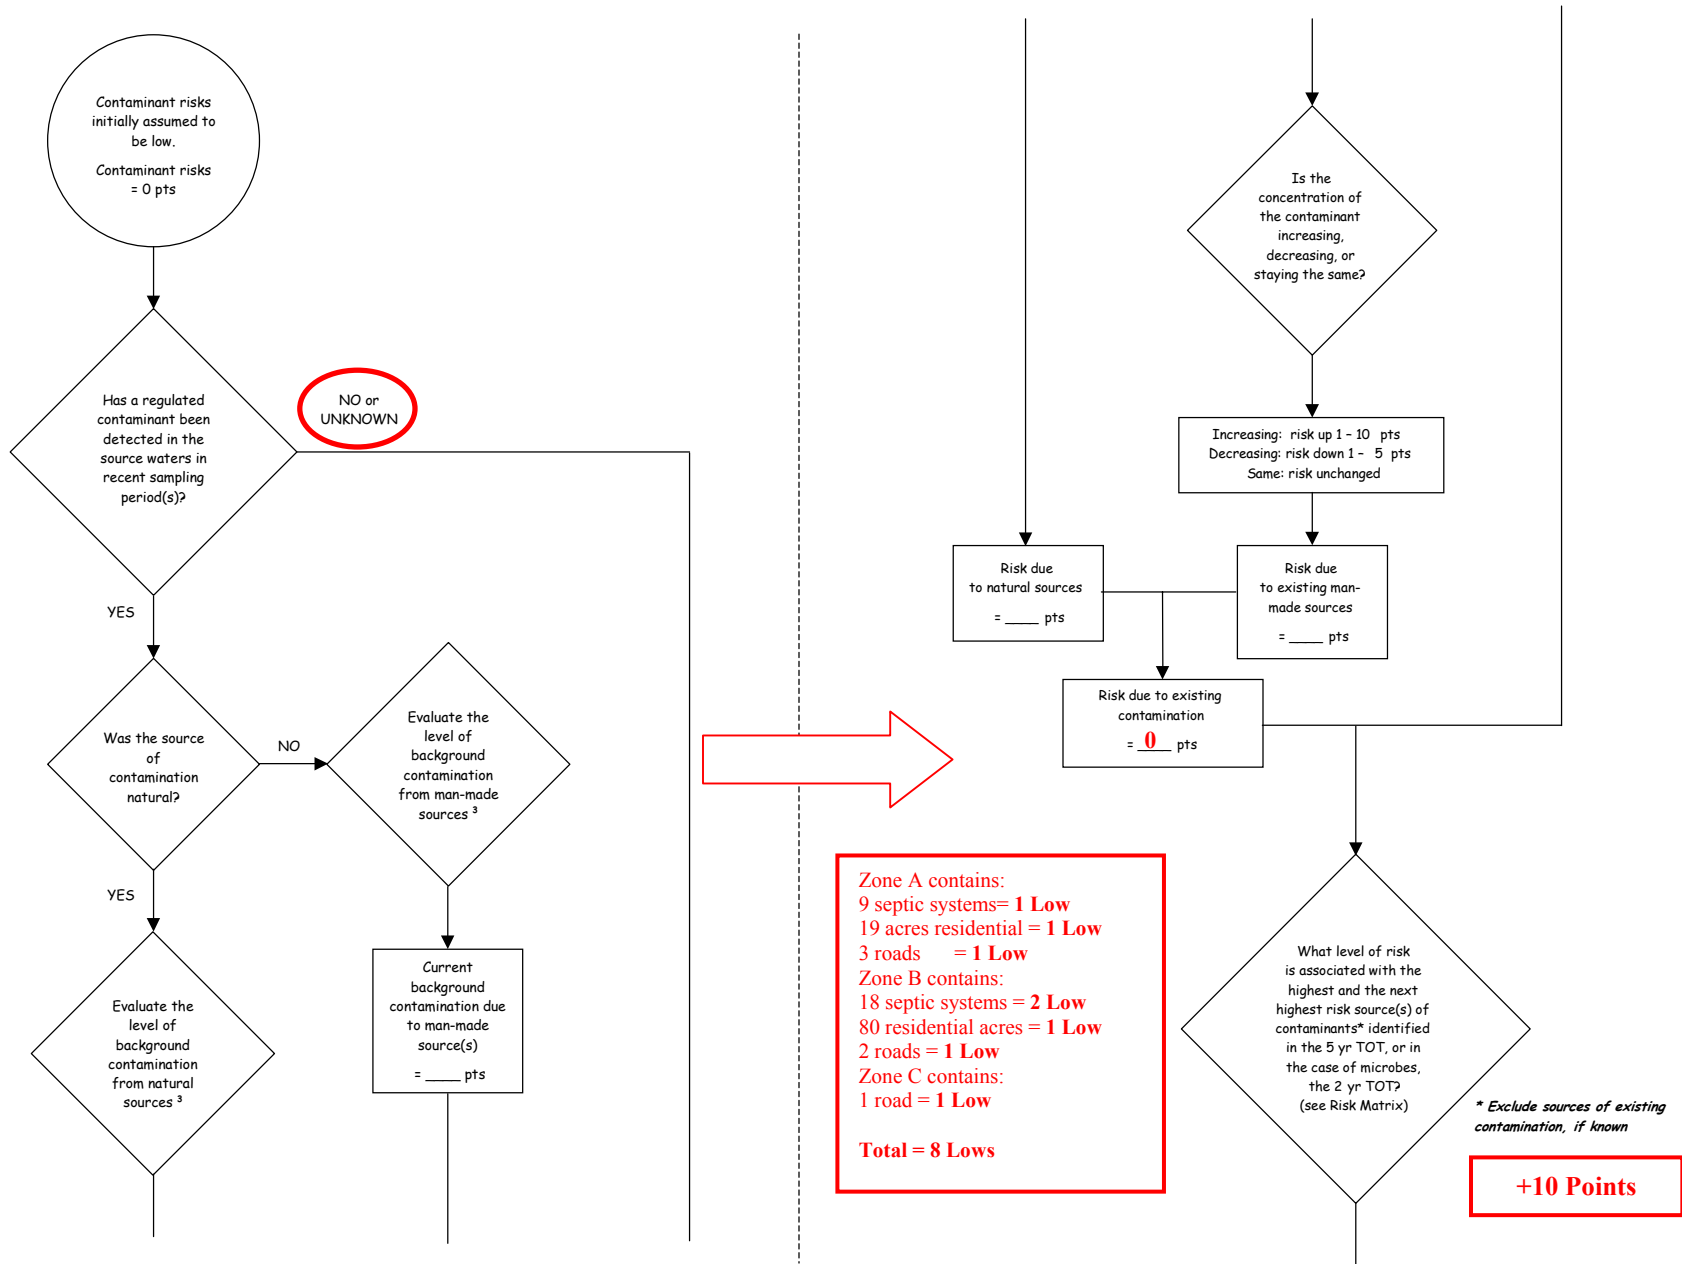 Contaminant risks
initially assumed to
be low.
Contaminant risks
= 0 pts
Has a regulated
contaminant been
detected in the
source waters in
recent sampling
period(s)?
NO or
UNKNOWN
YES
Was the source
of
contamination
natural?
NO
Evaluate the
level of
background
contamination
from man-made
sources ³
YES
Evaluate the
level of
background
contamination
from natural
sources ³
Current
background
contamination due
to man-made
source(s)
= ____ pts
Is the
concentration of
the contaminant
increasing,
decreasing, or
staying the same?
Increasing: risk up 1 – 10 pts
Decreasing: risk down 1 – 5 pts
Same: risk unchanged
Risk due
to natural sources
= ____ pts
Risk due
to existing man-
made sources
= ____ pts
Risk due to existing
contamination
= _0_ pts
Zone A contains:
9 septic systems= 1 Low
19 acres residential = 1 Low
3 roads = 1 Low
Zone B contains:
18 septic systems = 2 Low
80 residential acres = 1 Low
2 roads = 1 Low
Zone C contains:
1 road = 1 Low
Total = 8 Lows
What level of risk
is associated with the
highest and the next
highest risk source(s) of
contaminants* identified
in the 5 yr TOT, or in
the case of microbes,
the 2 yr TOT?
(see Risk Matrix)
* Exclude sources of existing
contamination, if known
+10 Points